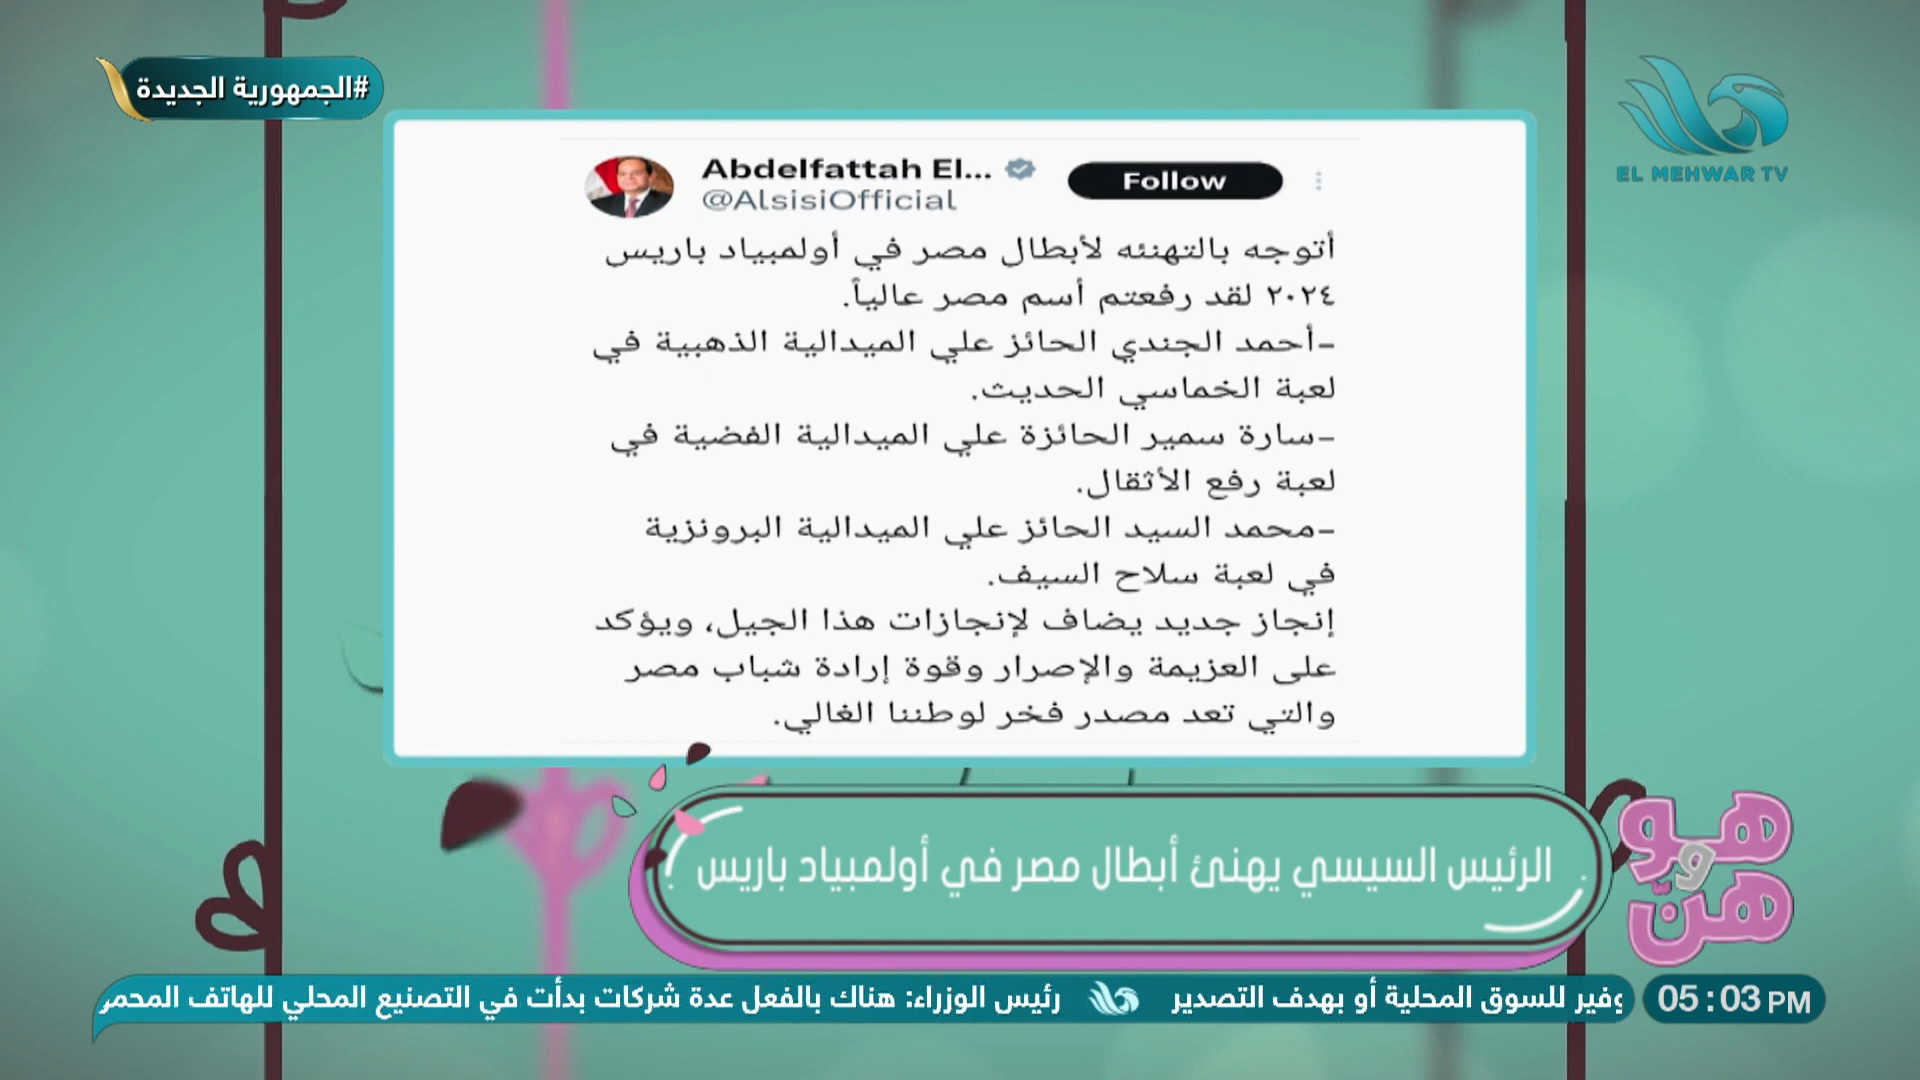 #الجمهورية الجديدة
EL MEHWAR TV
Abdelfattah El...
Follow
@AlsisiOfficial
أتوجه بالتهنئه لأبطال مصر في أولمبياد باريس
٢٠٢٤ لقد رفعتم أسم مصر عالياً.
-أحمد الجندي الحائز علي الميدالية الذهبية في
لعبة الخماسي الحديث.
-سارة سمير الحائزة علي الميدالية الفضية في
لعبة رفع الأثقال.
-محمد السيد الحائز علي الميدالية البرونزية
في لعبة سلاح السيف.
إنجاز جديد يضاف لإنجازات هذا الجيل، ويؤكد
على العزيمة والإصرار وقوة إرادة شباب مصر
والتي تعد مصدر فخر لوطننا الغالي.
الرئيس السيسي يهنئ أبطال مصر في أولمبياد باريس
هو
و
هن
وفير للسوق المحلية أو بهدف التصدير رئيس الوزراء: هناك بالفعل عدة شركات بدأت في التصنيع المحلي للهاتف المحمر
05:03 PM